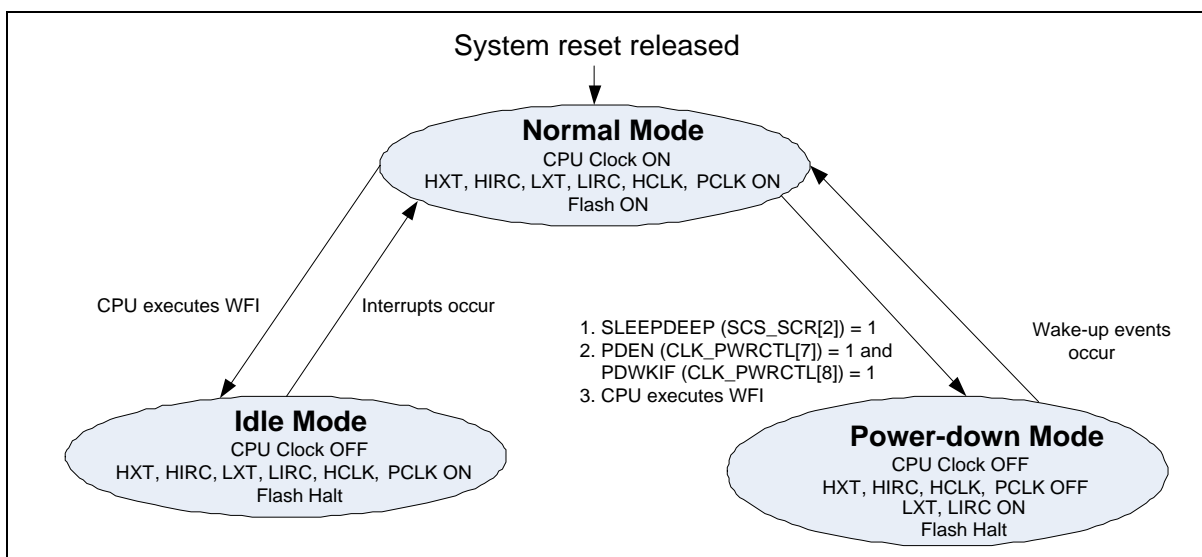 System reset released
Normal Mode
CPU Clock ON
HXT, HIRC, LXT, LIRC, HCLK, PCLK ON
Flash ON
CPU executes WFI
Interrupts occur
1. SLEEPDEEP (SCS_SCR[2]) = 1
2. PDEN (CLK_PWRCTL[7]) = 1 and
PDWKIF (CLK_PWRCTL[8]) = 1
3. CPU executes WFI
Wake-up events
occur
Idle Mode
CPU Clock OFF
HXT, HIRC, LXT, LIRC, HCLK, PCLK ON
Flash Halt
Power-down Mode
CPU Clock OFF
HXT, HIRC, HCLK, PCLK OFF
LXT, LIRC ON
Flash Halt